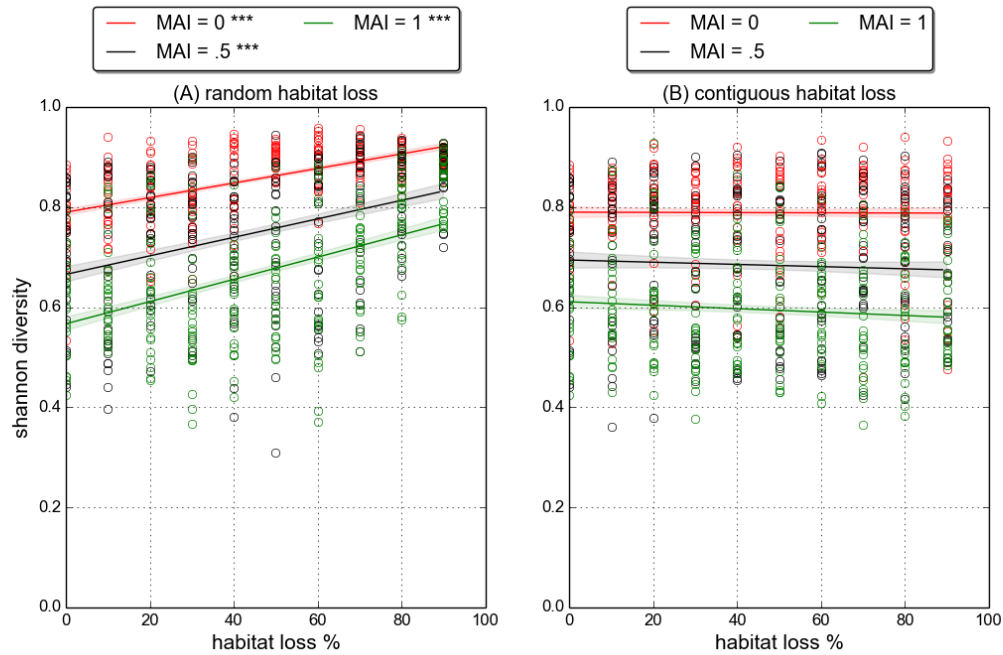 MAI = 0 *** MAI = 1 ***
MAI = .5 ***
MAI = 0 MAI = 1
MAI = .5
(A) random habitat loss
(B) contiguous habitat loss
shannon diversity
1.0
0.8
0.6
0.4
0.2
0.0
0 20 40 60 80 100
habitat loss %
1.0
0.8
0.6
0.4
0.2
0.0
0 20 40 60 80 100
habitat loss %